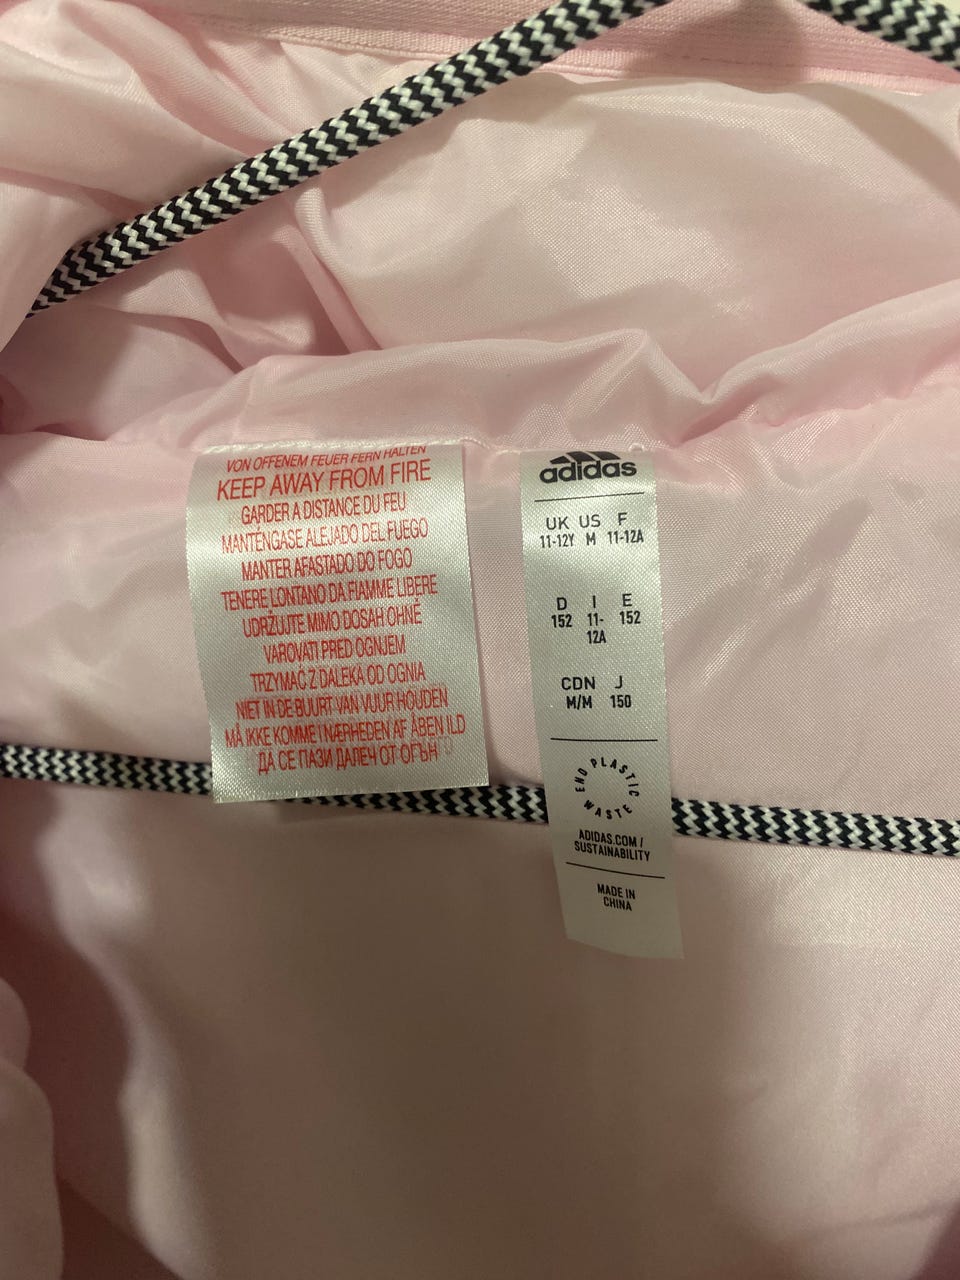 VON OFFENEM FEUER FERN HALTEN
KEEP AWAY FROM FIRE
GARDER A DISTANCE DU FEU
MANTÉNGASE ALEJADO DEL FUEGO
MANTER AFASTADO DO FOGO
TENERE LONTANO DA FIAMME LIBERE
UDRŽUJTE MIMO DOSAH OHNĚ
VAROVATI PRED OGNJEM
TRZYMAĆ Z DALEKA OD OGNIA
NIET IN DE BUURT VAN VUUR HOUDEN
MÅ IKKE KOMME I NÆRHEDEN AF ÅBEN ILD
ДА СЕ ПАЗИ ДАЛЕЧ ОТ ОГЪН
adidas
UK US F
11-12Y M 11-12A
D I E
152 11-12A 152
CDN J
M/M 150
END PLASTIC WASTE
ADIDAS.COM /
SUSTAINABILITY
MADE IN
CHINA